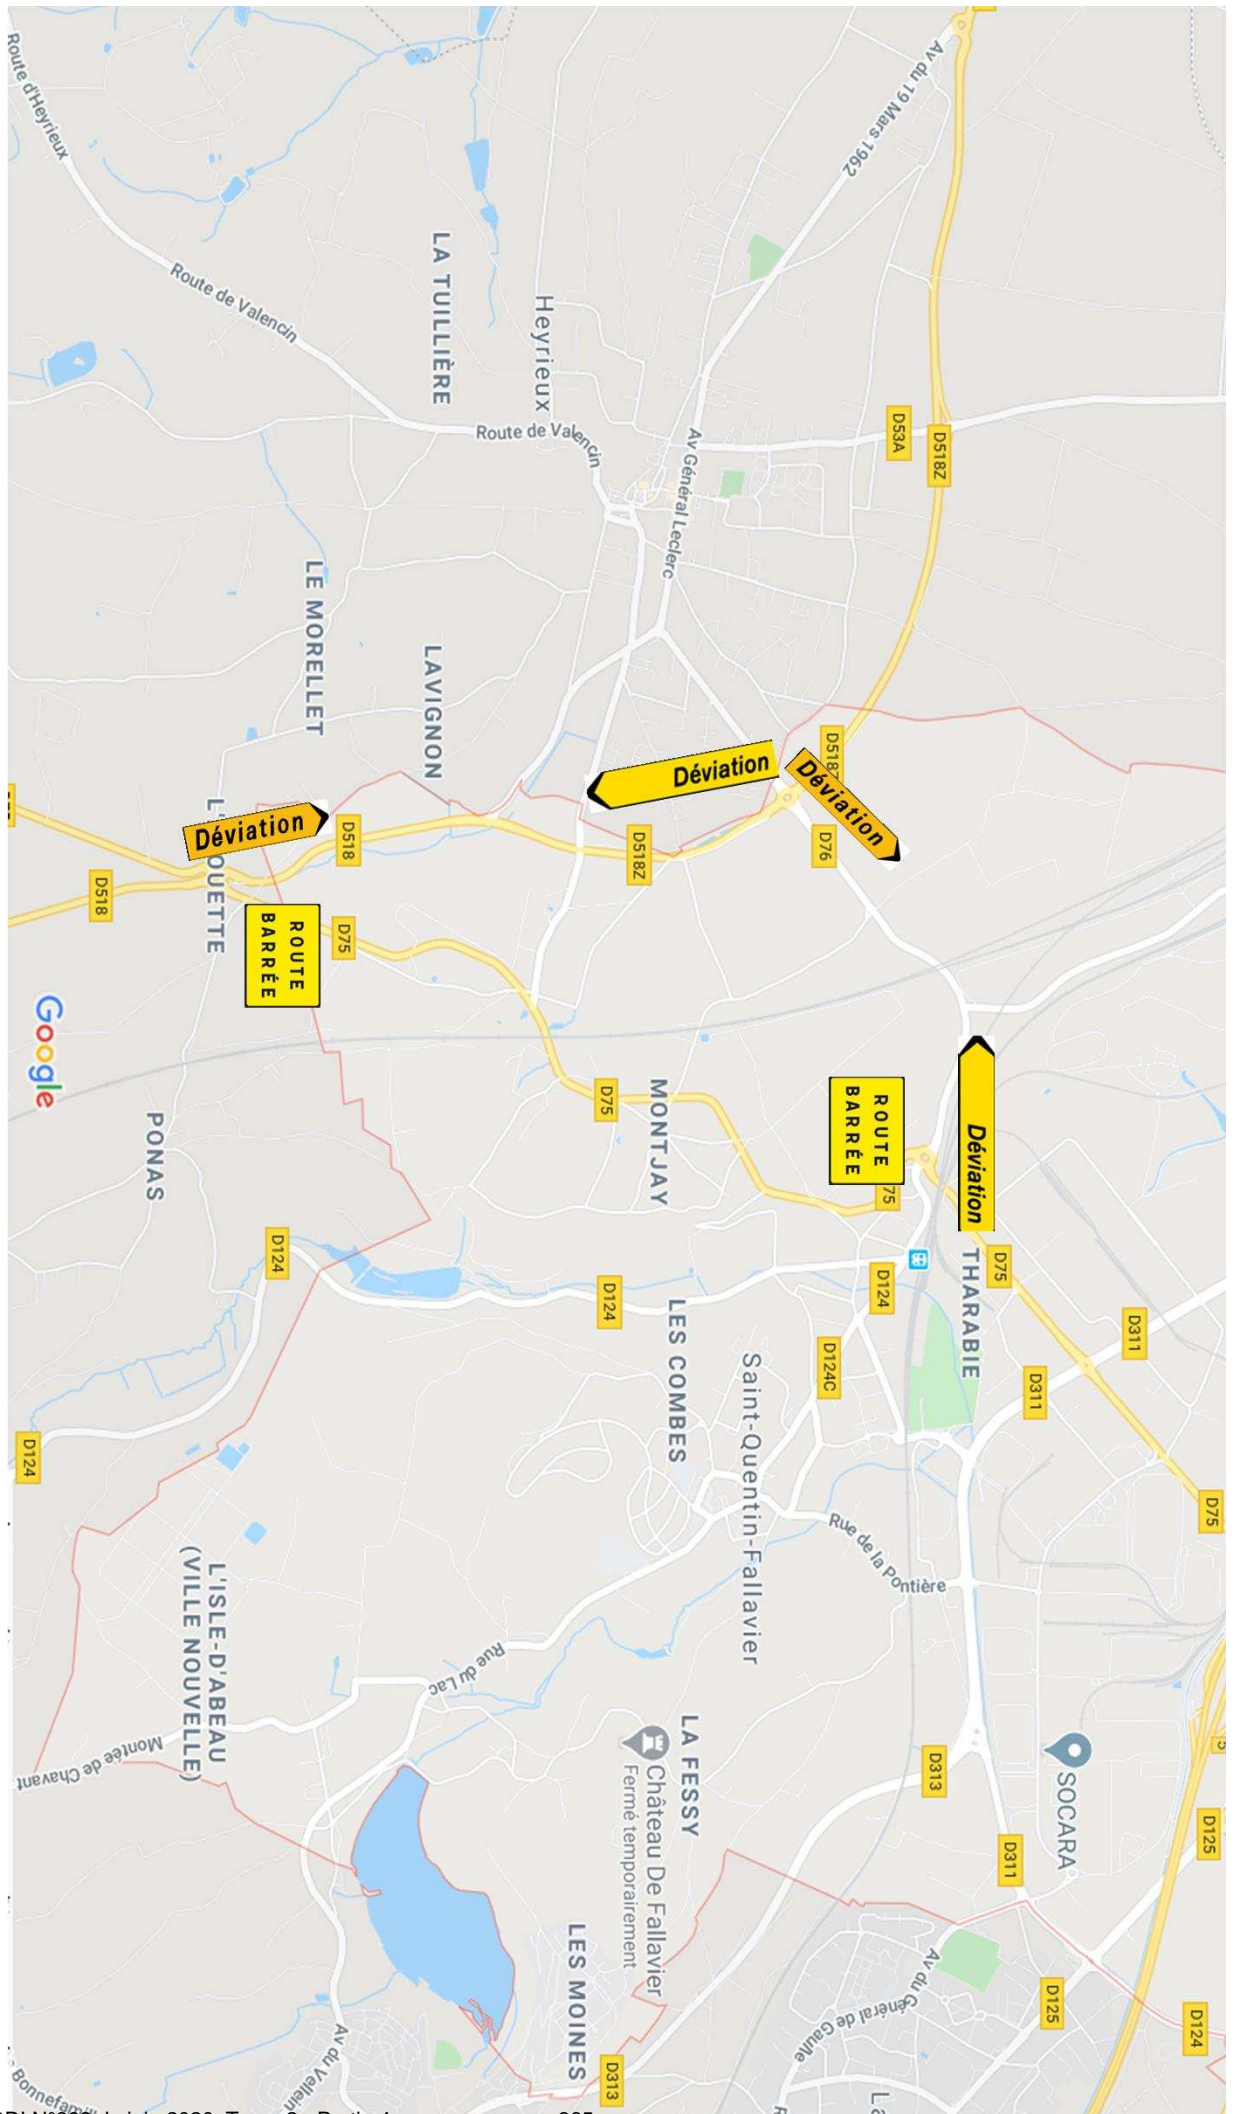 Route d'Heyrieux
Av du 19 Mars 1962
Route de Valencin
LA TUILLIÈRE
Heyrieux
Route de Valencin
Av Général Leclerc
D53A
D518Z
LE MORELLET
LAVIGNON
Déviation
Déviation
D518Z
D76
Déviation
D518
D518Z
D518
D75
ROUTE
BARRÉE
Google
PONAS
D75
MONTJAY
ROUTE
BARRÉE
75
Déviation
THARABIE
D75
D124
D124
D124
D124C
LES COMBES
Saint-Quentin-Fallavier
D311
D311
D75
D124
Rue de la Pontière
L'ISLE-D'ABEAU
(VILLE NOUVELLE)
Rue du Lac
Montée de Chavant
LA FESSY
Château De Fallavier
Fermé temporairement
SOCARA
D313
D311
D125
LES MOINES
Av du Général de Gaulle
D125
D124
Av du Vellein
D313